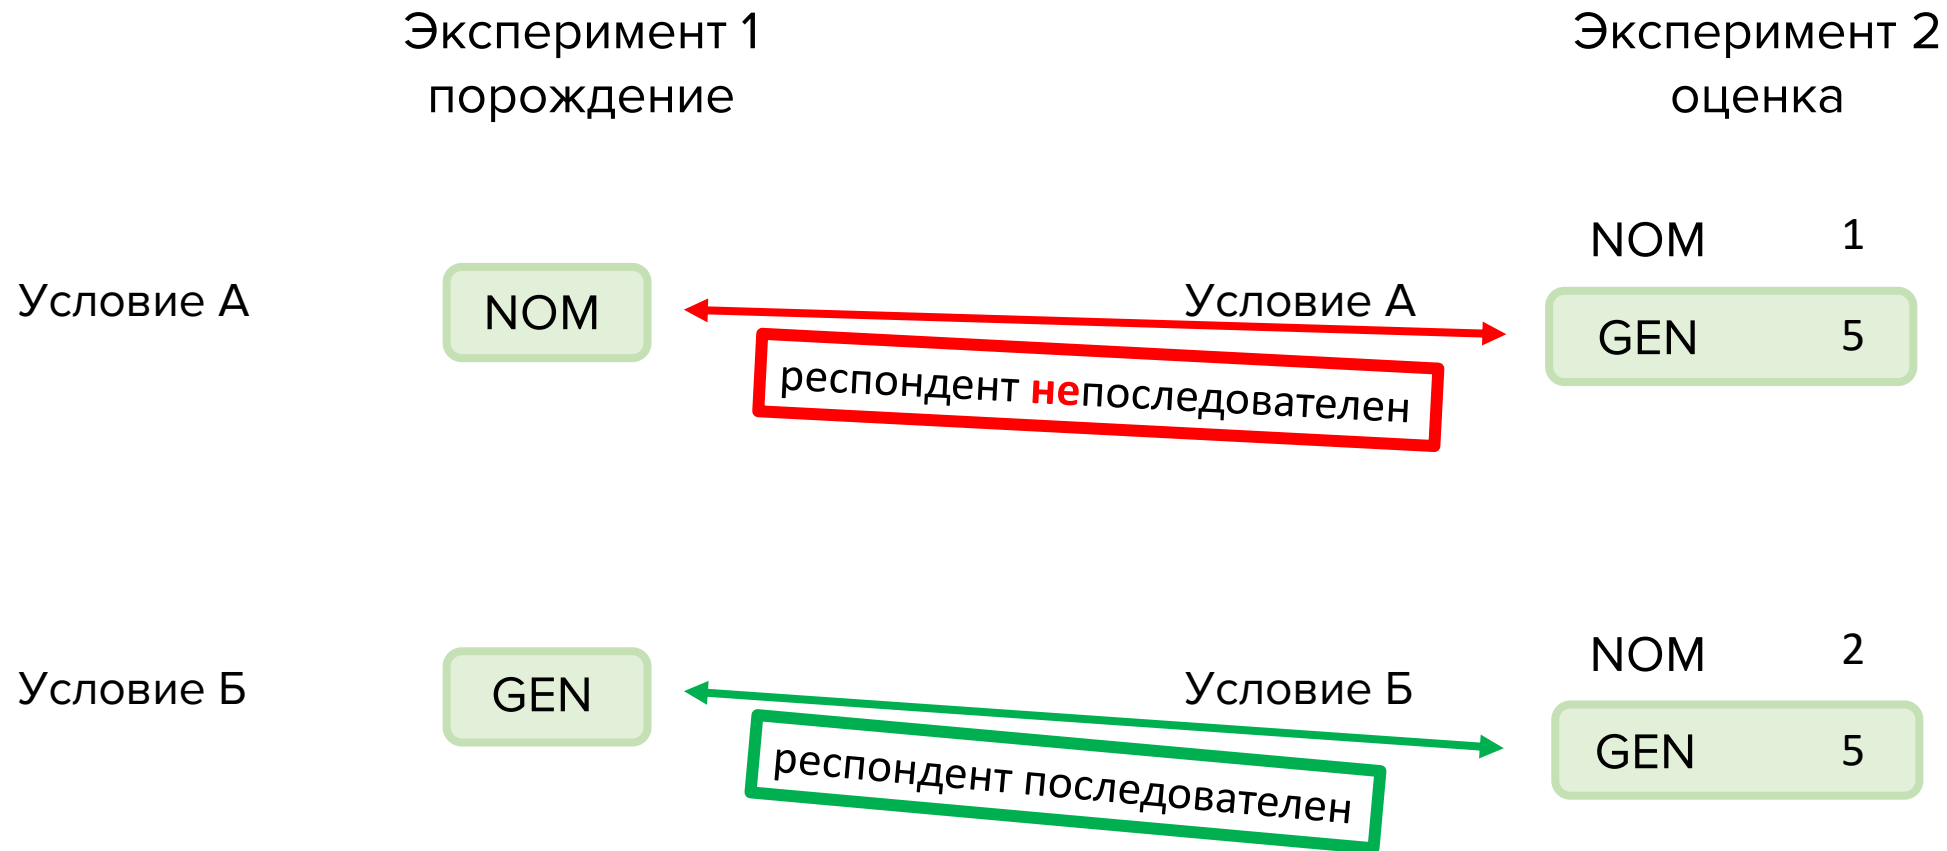 Эксперимент 1
порождение
Эксперимент 2
оценка
Условие А
NOM
Условие А
NOM 1
GEN 5
респондент непоследователен
Условие Б
GEN
Условие Б
NOM 2
GEN 5
респондент последователен